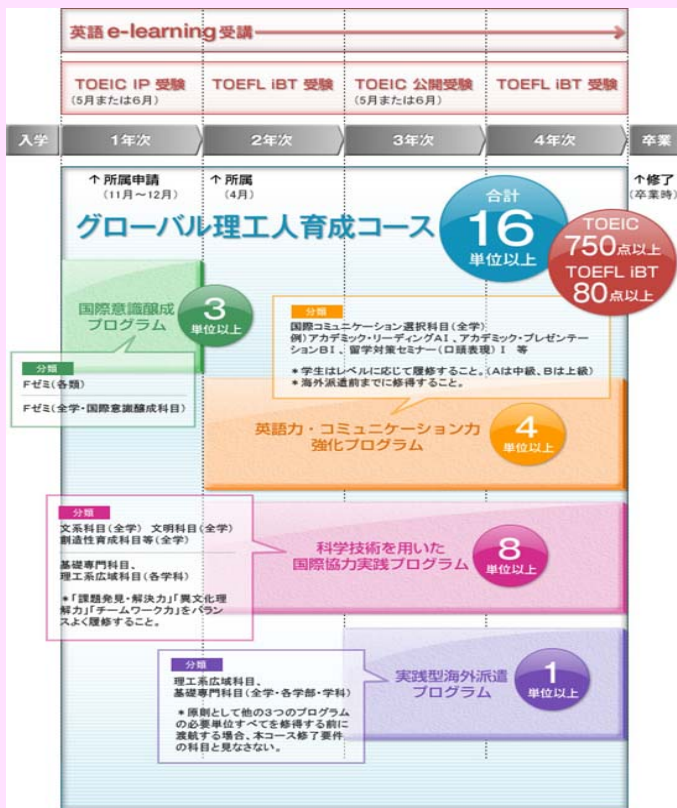 英語 e-learning 受講
TOEIC IP 受験
(5月または6月)
TOEFL iBT 受験
TOEIC 公開受験
(5月または6月)
TOEFL iBT 受験
入学
1年次
2年次
3年次
4年次
卒業
↑所属申請
(11月～12月)
↑所属
(4月)
↑修了
(卒業時)
グローバル理工人育成コース
合計
16
単位以上
TOEIC
750点以上
TOEFL iBT
80点以上
国際意識醸成
プログラム
3
単位以上
分類
Fゼミ(各類)
Fゼミ(全学・国際意識醸成科目)
分類
国際コミュニケーション選択科目(全学)
例)アカデミック・リーディングAⅠ、アカデミック・プレゼンテー
ションBⅠ、留学対策セミナー(口頭表現)Ⅰ 等
＊学生はレベルに応じて履修すること。(Aは中級、Bは上級)
＊海外派遣前までに修得すること。
英語力・コミュニケーション力
強化プログラム
4
単位以上
分類
文系科目(全学) 文明科目(全学)
創造性育成科目等(全学)
基礎専門科目、
理工系広域科目(各学科)
＊「課題発見・解決力」「異文化理
解力」「チームワーク力」をバラン
スよく履修すること。
科学技術を用いた
国際協力実践プログラム
8
単位以上
分類
理工系広域科目、
基礎専門科目(全学・各学部・学科)
＊原則として他の3つのプログラム
の必要単位すべてを修得する前に
渡航する場合、本コース修了要件
の科目と見なさない。
実践型海外派遣
プログラム
1
単位以上